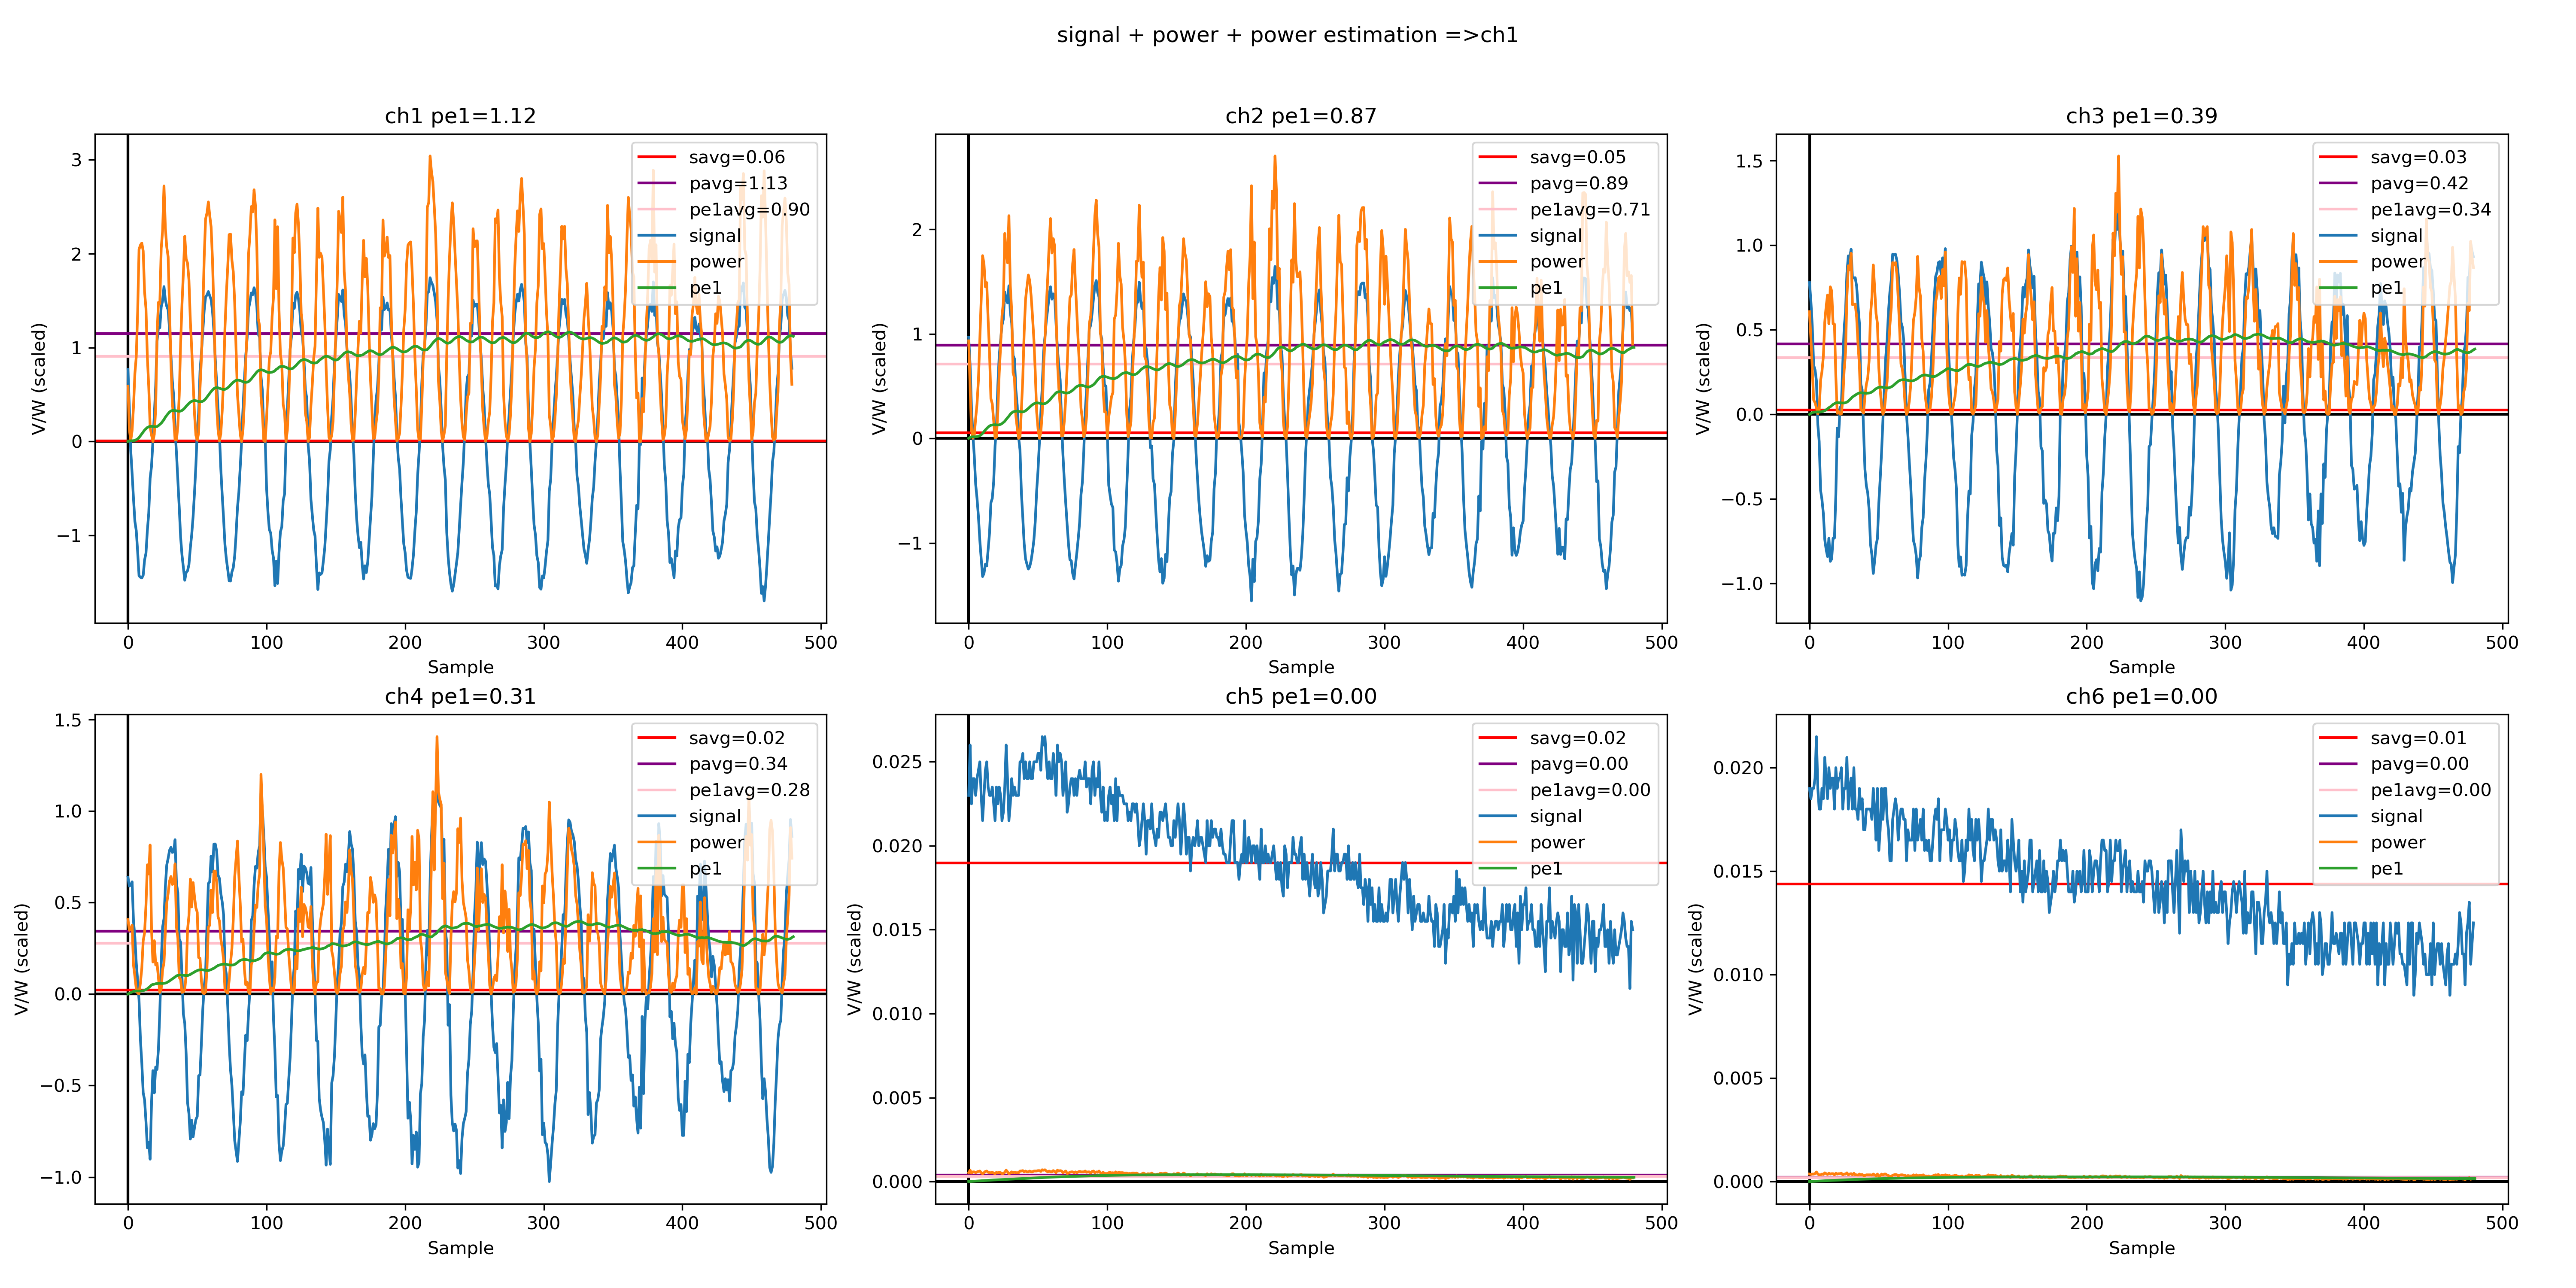 signal + power + power estimation =>ch1
ch1 pe1=1.12
V/W (scaled)
3
2
1
0
−1
savg=0.06
pavg=1.13
pe1avg=0.90
signal
power
pe1
0 100 200 300 400 500
Sample
ch2 pe1=0.87
V/W (scaled)
2
1
0
−1
savg=0.05
pavg=0.89
pe1avg=0.71
signal
power
pe1
0 100 200 300 400 500
Sample
ch3 pe1=0.39
V/W (scaled)
1.5
1.0
0.5
0.0
−0.5
−1.0
savg=0.03
pavg=0.42
pe1avg=0.34
signal
power
pe1
0 100 200 300 400 500
Sample
ch4 pe1=0.31
V/W (scaled)
1.5
1.0
0.5
0.0
−0.5
−1.0
savg=0.02
pavg=0.34
pe1avg=0.28
signal
power
pe1
0 100 200 300 400 500
Sample
ch5 pe1=0.00
V/W (scaled)
0.025
0.020
0.015
0.010
0.005
0.000
savg=0.02
pavg=0.00
pe1avg=0.00
signal
power
pe1
0 100 200 300 400 500
Sample
ch6 pe1=0.00
V/W (scaled)
0.020
0.015
0.010
0.005
0.000
savg=0.01
pavg=0.00
pe1avg=0.00
signal
power
pe1
0 100 200 300 400 500
Sample